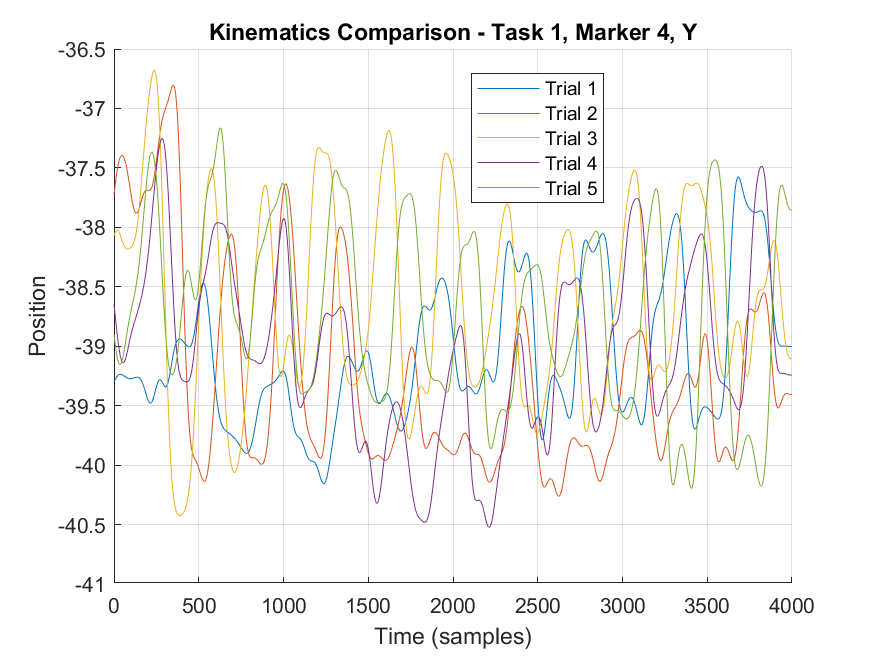 Kinematics Comparison - Task 1, Marker 4, Y
-36.5
-37
-37.5
-38
-38.5
-39
-39.5
-40
-40.5
-41
Position
Trial 1
Trial 2
Trial 3
Trial 4
Trial 5
0 500 1000 1500 2000 2500 3000 3500 4000
Time (samples)